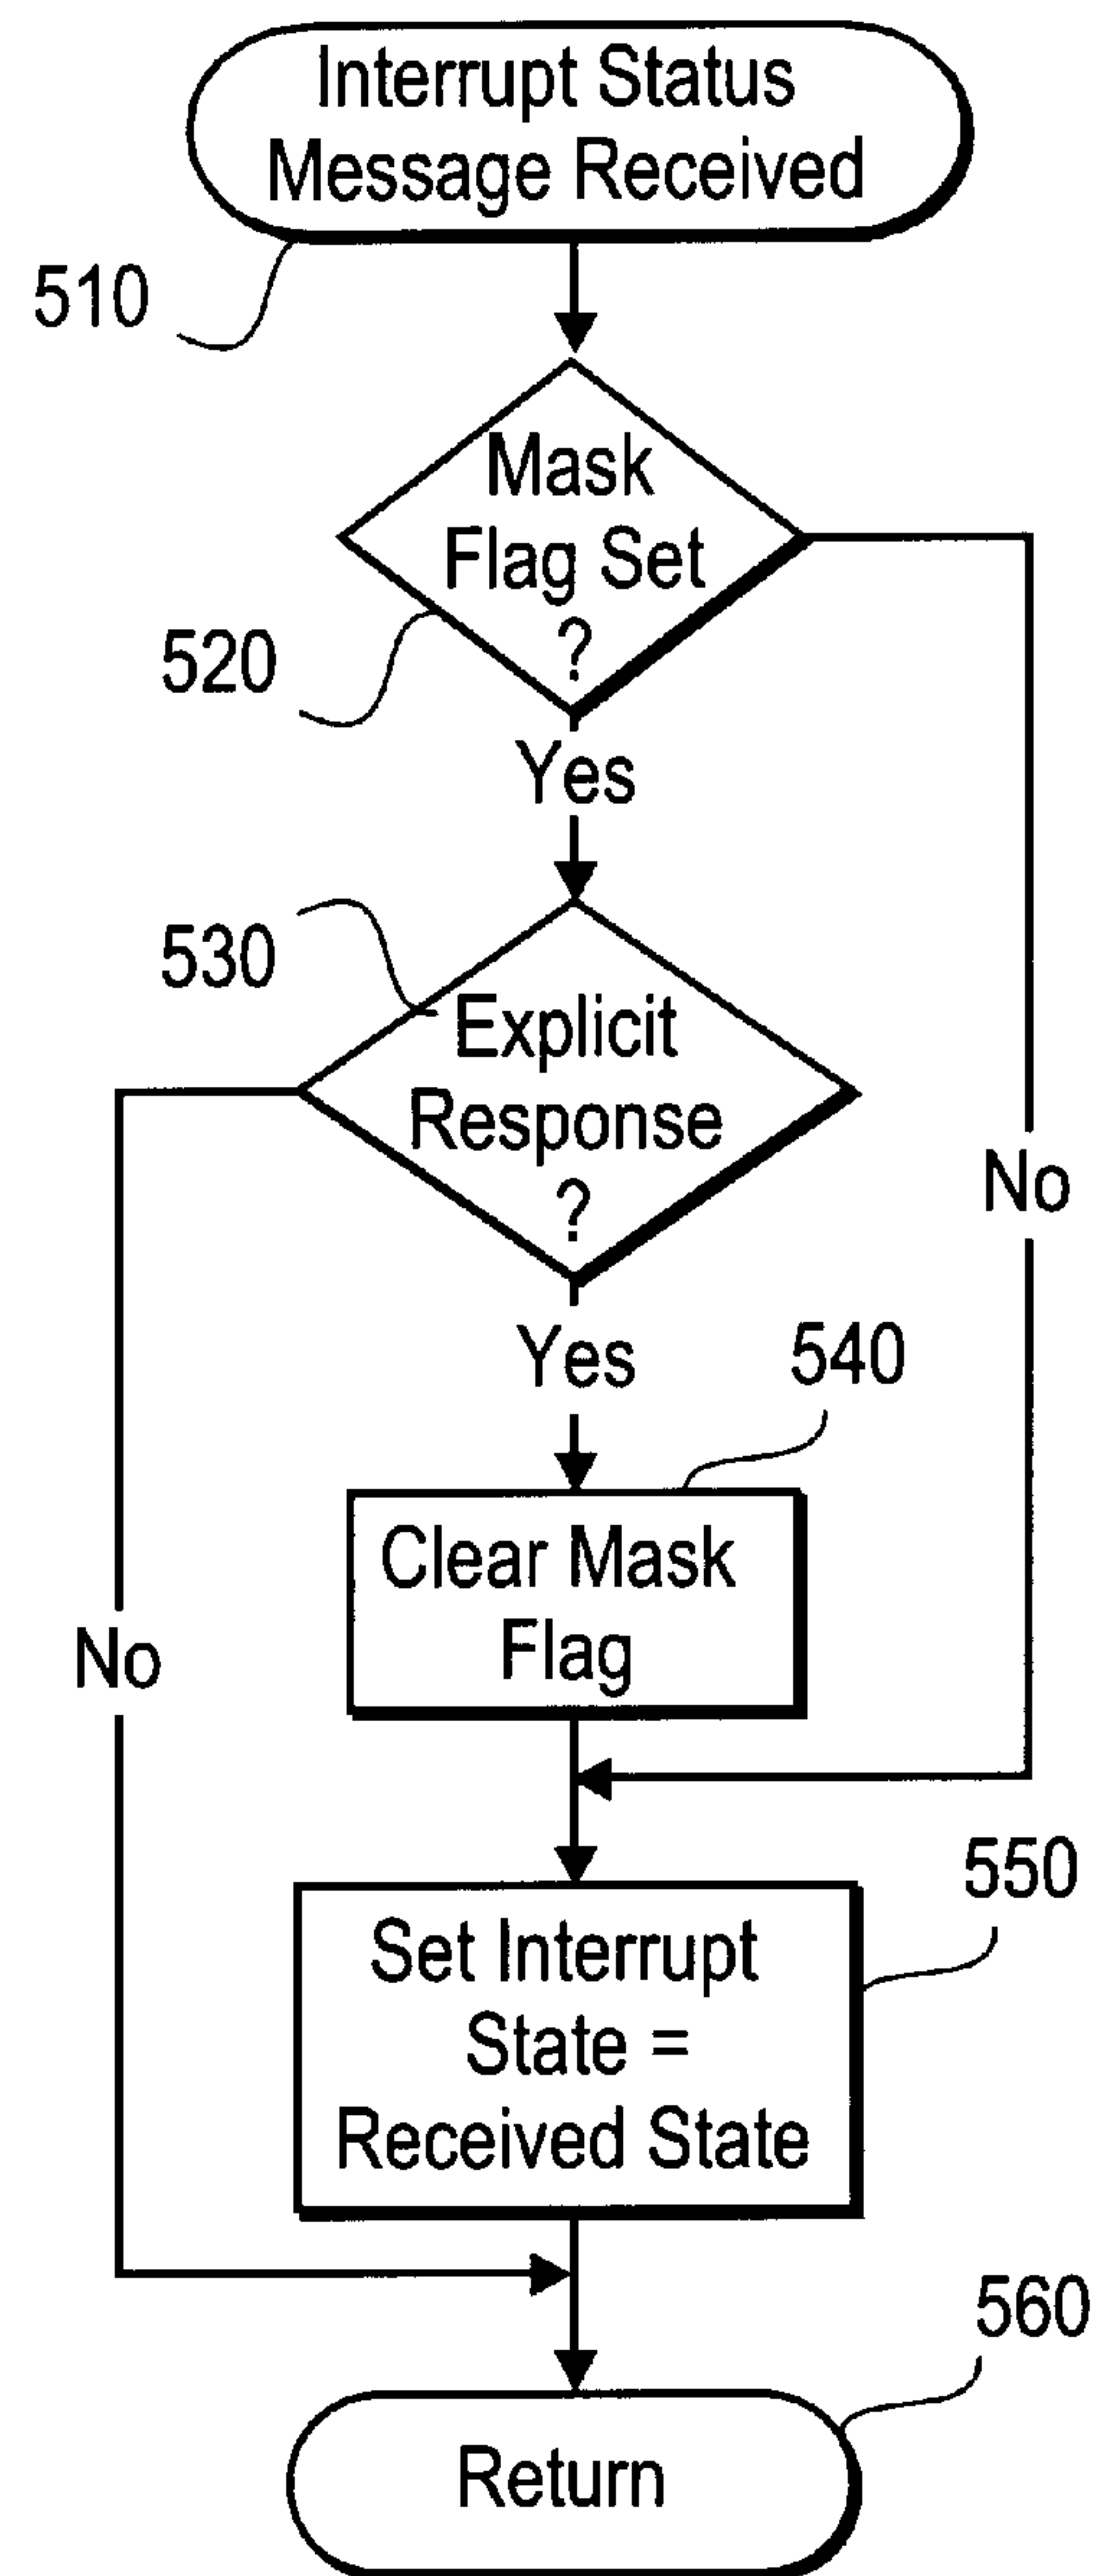 Interrupt Status
Message Received
510
Mask
Flag Set
?
520
Yes
530
Explicit
Response
?
No
Yes
540
Clear Mask
Flag
No
550
Set Interrupt
State =
Received State
560
Return